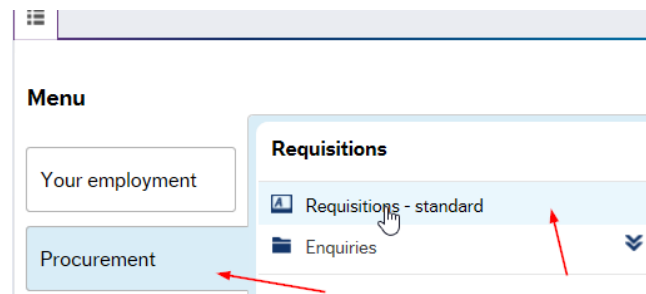 Menu
Your employment
Procurement
Requisitions
Requisitions - standard
Enquiries